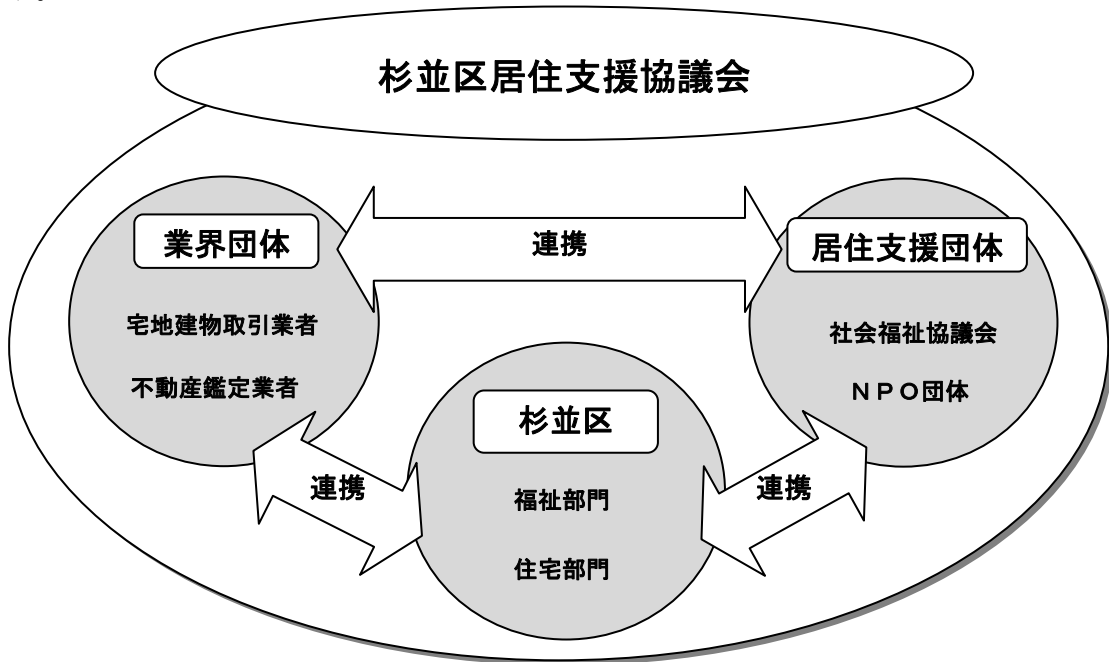 杉並区居住支援協議会
業界団体
連携
居住支援団体
宅地建物取引業者
不動産鑑定業者
社会福祉協議会
ＮＰＯ団体
杉並区
連携
連携
福祉部門
住宅部門